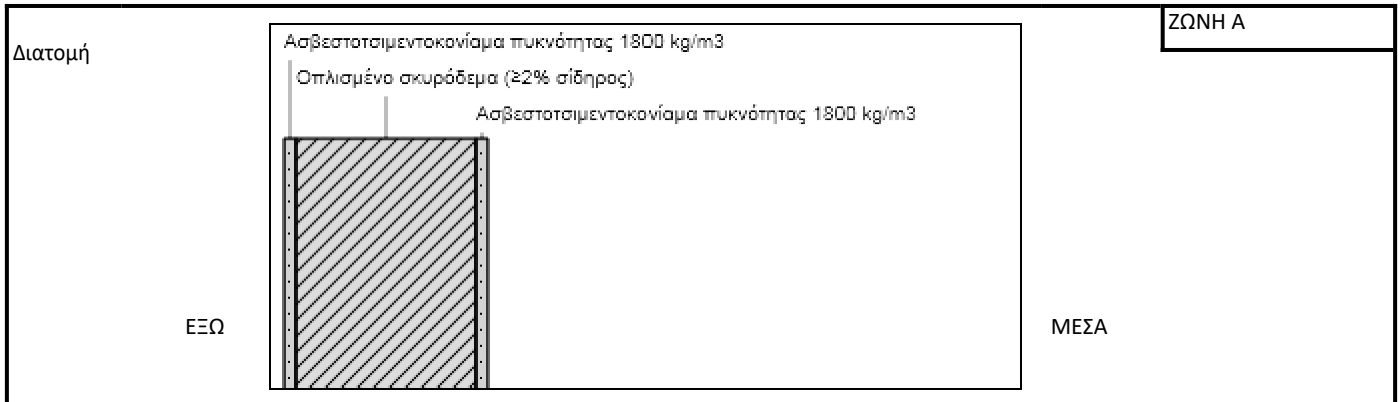 ΖΩΝΗ Α
Διατομή
Ασβεστοτσιμεντοκονίαμα πυκνότητας 1800 kg/m3
Οπλισμένο σκυρόδεμα (≥2% σίδηρος)
Ασβεστοτσιμεντοκονίαμα πυκνότητας 1800 kg/m3
ΕΞΩ
ΜΕΣΑ